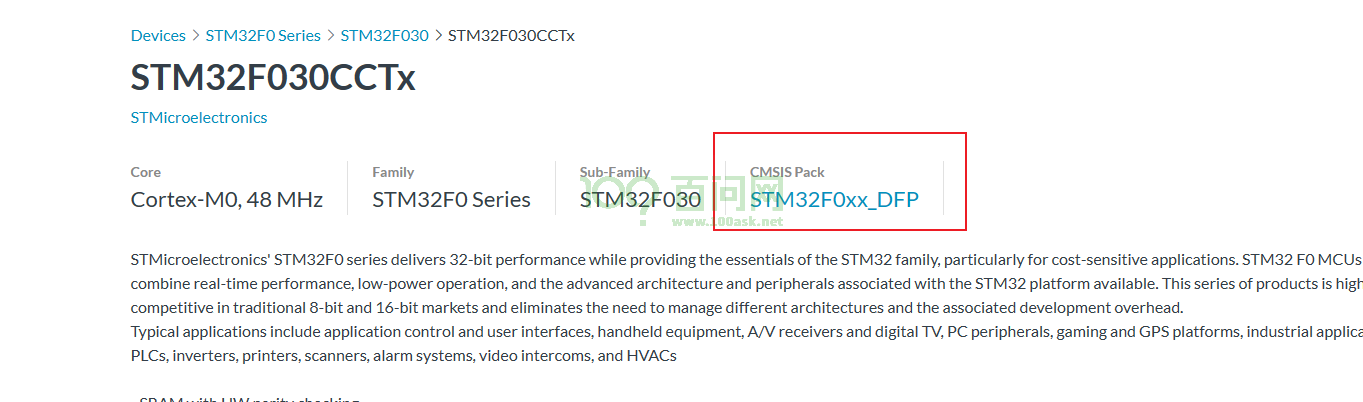 Devices > STM32F0 Series > STM32F030 > STM32F030CCTx
STM32F030CCTx
STMicroelectronics
Core Family Sub-Family CMSIS Pack
Cortex-M0, 48 MHz STM32F0 Series STM32F030 STM32F0xx_DFP
100ask 百问网
www.100ask.net
STMicroelectronics' STM32F0 series delivers 32-bit performance while providing the essentials of the STM32 family, particularly for cost-sensitive applications. STM32 F0 MCUs
combine real-time performance, low-power operation, and the advanced architecture and peripherals associated with the STM32 platform available. This series of products is high
competitive in traditional 8-bit and 16-bit markets and eliminates the need to manage different architectures and the associated development overhead.
Typical applications include application control and user interfaces, handheld equipment, A/V receivers and digital TV, PC peripherals, gaming and GPS platforms, industrial applica
PLCs, inverters, printers, scanners, alarm systems, video intercoms, and HVACs
- SRAM with HW parity checking